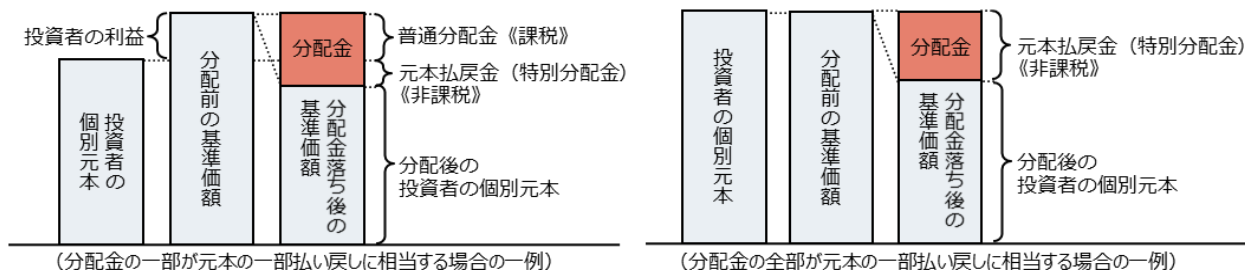 投資者の利益
投資者の
個別元本
分配前の基準価額
分配金
分配金落ち後の
基準価額
普通分配金《課税》
元本払戻金（特別分配金）
《非課税》
分配後の
投資者の個別元本
（分配金の一部が元本の一部払い戻しに相当する場合の一例）
投資者の個別元本
分配前の基準価額
分配金
分配金落ち後の
基準価額
元本払戻金（特別分配金）
《非課税》
分配後の
投資者の個別元本
（分配金の全部が元本の一部払い戻しに相当する場合の一例）